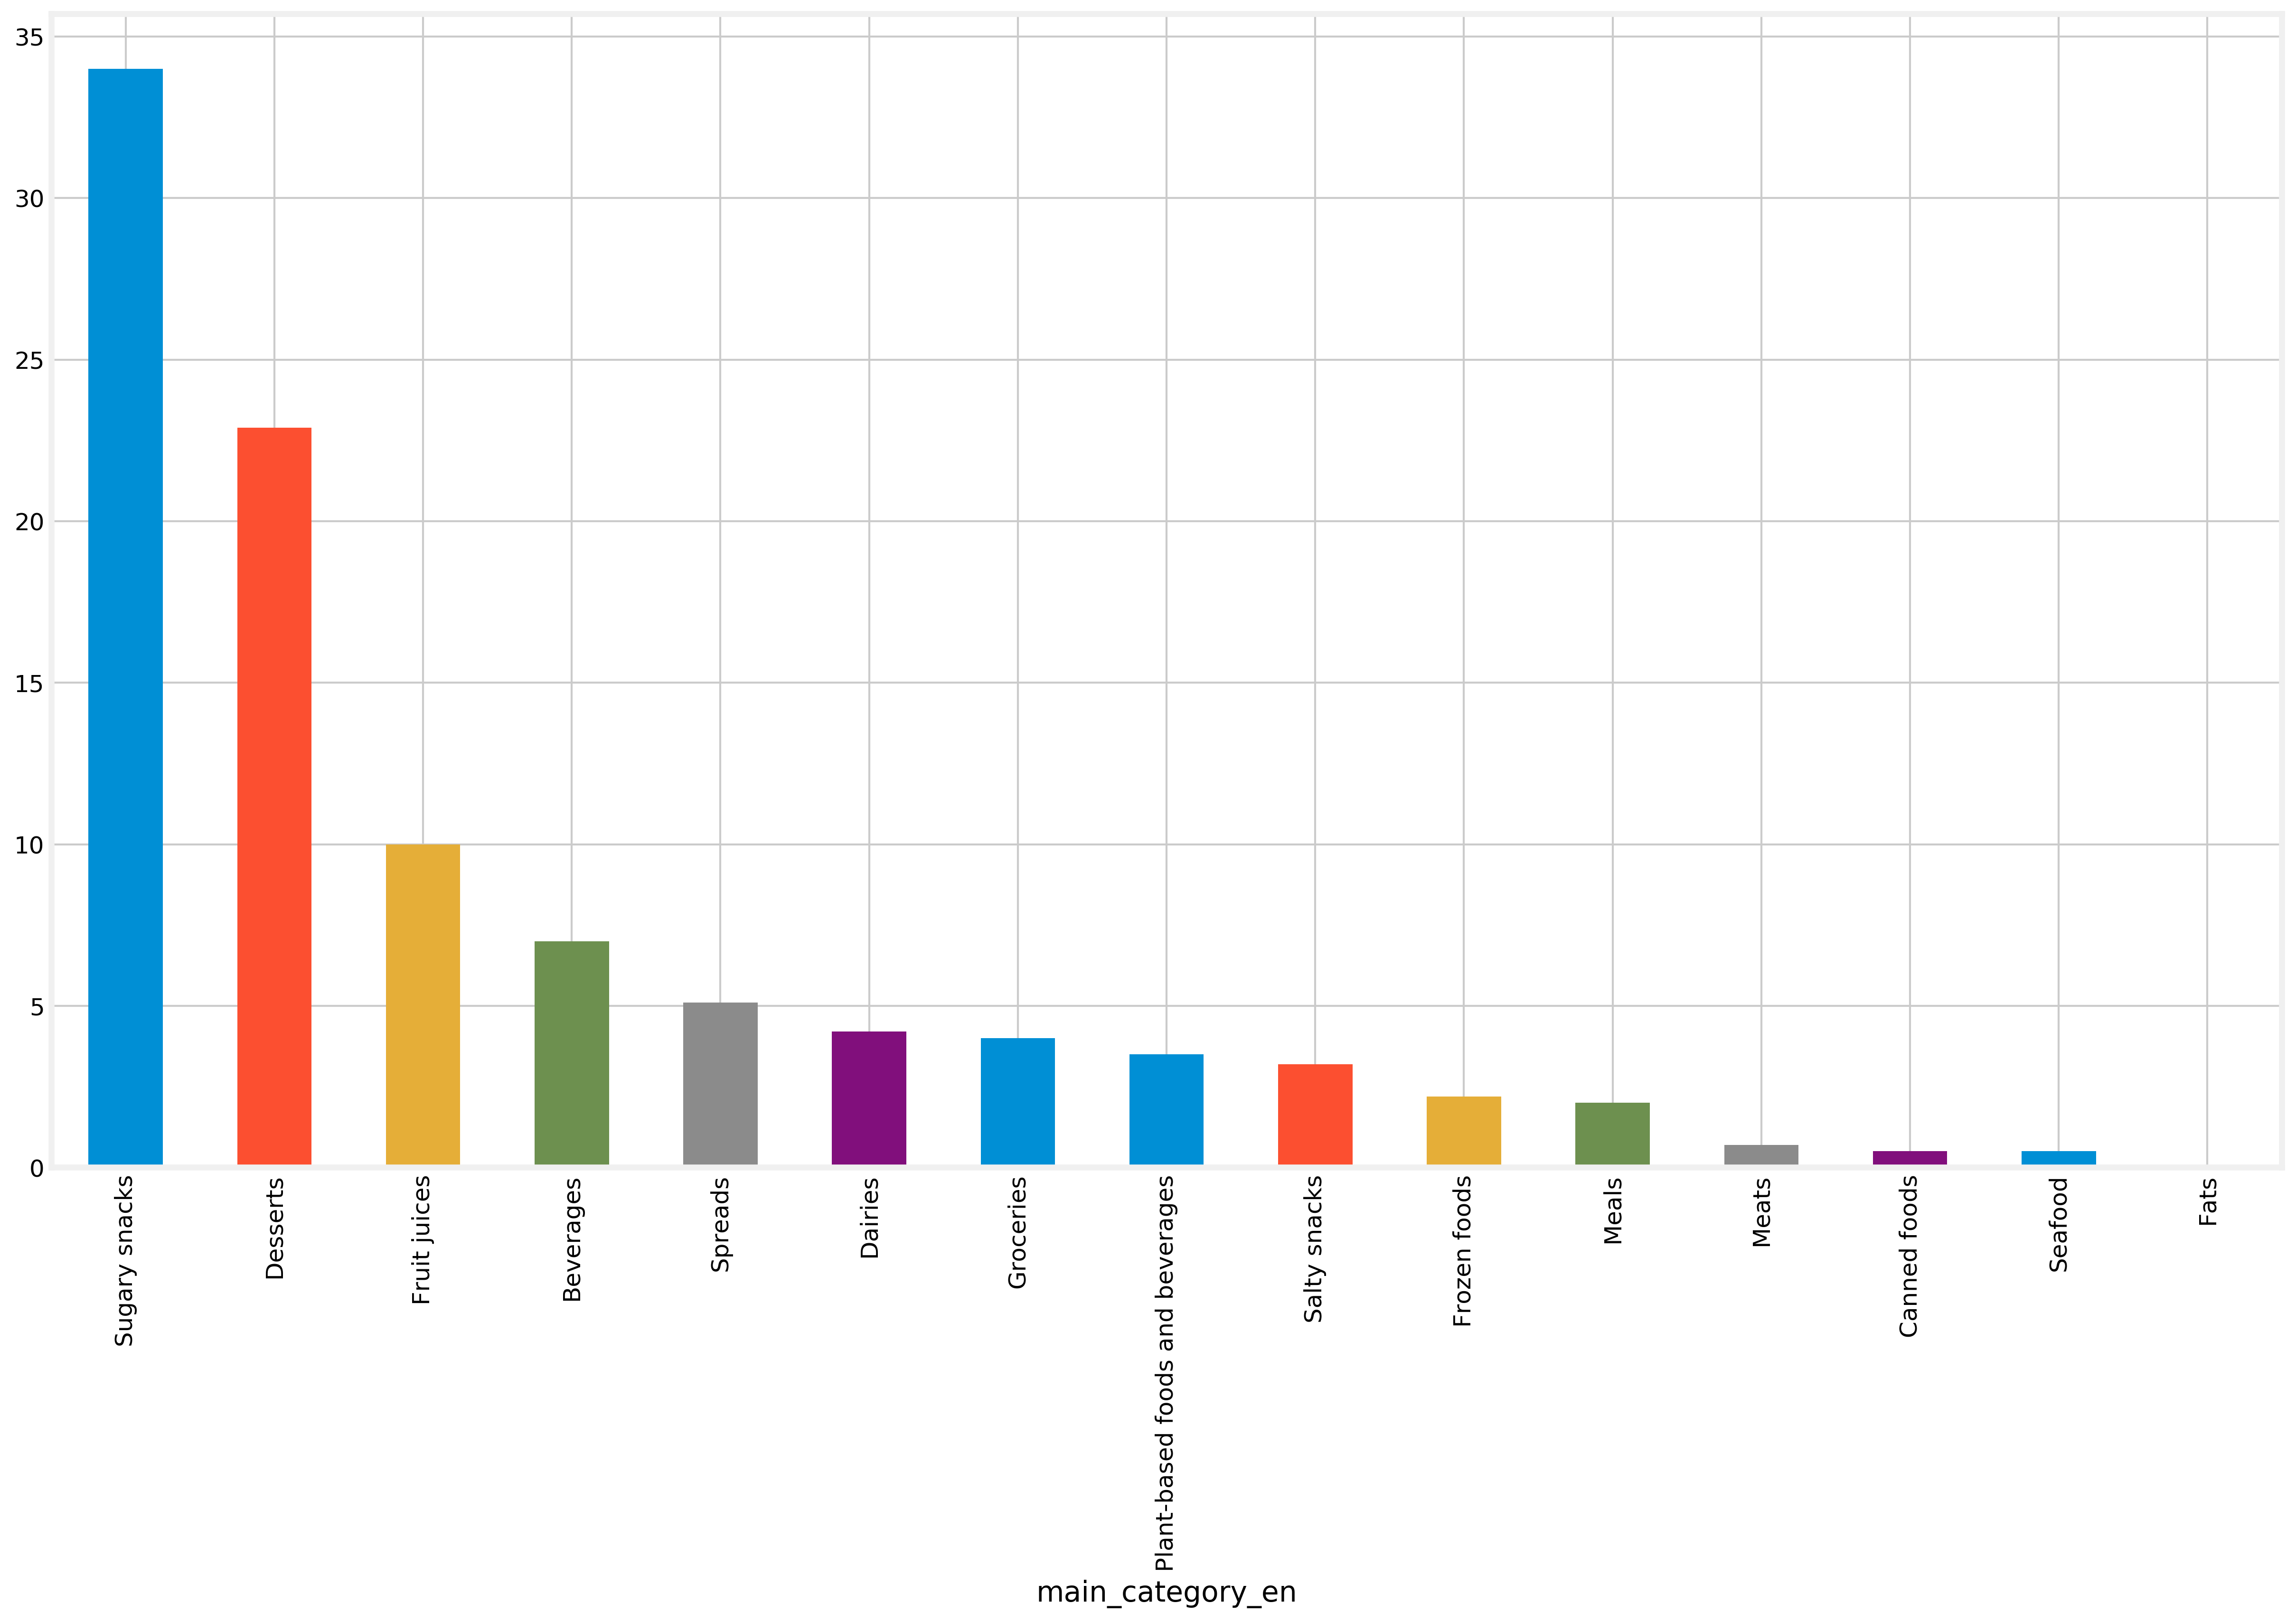 35
30
25
20
15
10
5
0
Sugary snacks
Desserts
Fruit juices
Beverages
Spreads
Dairies
Groceries
Plant-based foods and beverages
Salty snacks
Frozen foods
Meals
Meats
Canned foods
Seafood
Fats
main_category_en